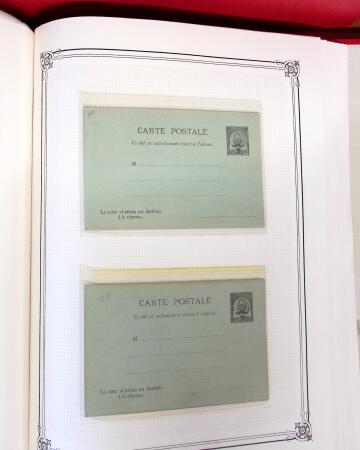 CARTE POSTALE
Ce côté est exclusivement réservé à l'adresse.
M
La carte ci-jointe est destinée
à la réponse.
CARTE POSTALE
Ce côté est exclusivement réservé à l'adresse.
M
La carte ci-jointe est destinée
à la réponse.